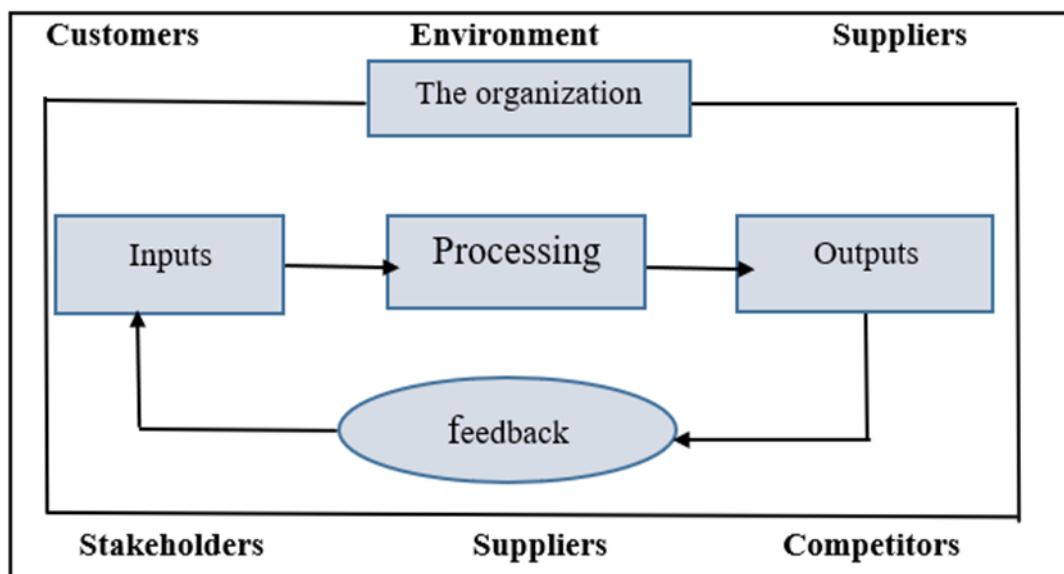 Customers Environment Suppliers
The organization
Inputs Processing Outputs
feedback
Stakeholders Suppliers Competitors